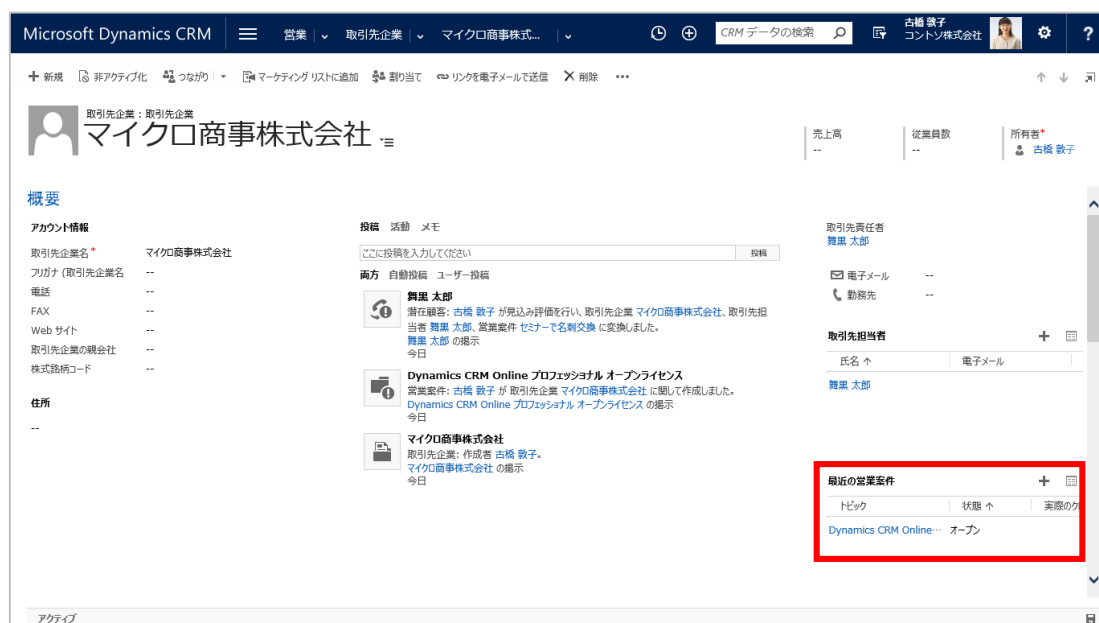 Microsoft Dynamics CRM 営業 取引先企業 マイクロ商事株式... CRM データの検索 古橋 敦子 コントソ株式会社 ?
新規 非アクティブ化 つながり マーケティング リストに追加 割り当て リンクを電子メールで送信 削除 •••
取引先企業 : 取引先企業
マイクロ商事株式会社
売上高 従業員数 所有者*
-- -- 古橋 敦子
概要
アカウント情報
取引先企業名* マイクロ商事株式会社
フリガナ (取引先企業名 --
電話 --
FAX --
Web サイト --
取引先企業の親会社 --
株式銘柄コード --
住所
--
投稿 活動 メモ
ここに投稿を入力してください 投稿
両方 自動投稿 ユーザー投稿
舞黒 太郎
潜在顧客: 古橋 敦子 が見込み評価を行い、取引先企業 マイクロ商事株式会社、取引先担
当者 舞黒 太郎、営業案件 セミナーで名刺交換 に変換しました。
舞黒 太郎 の掲示
今日
Dynamics CRM Online プロフェッショナル オープンライセンス
営業案件: 古橋 敦子 が 取引先企業 マイクロ商事株式会社 に関して作成しました。
Dynamics CRM Online プロフェッショナル オープンライセンス の掲示
今日
マイクロ商事株式会社
取引先企業: 作成者 古橋 敦子。
マイクロ商事株式会社 の掲示
今日
取引先責任者
舞黒 太郎
電子メール --
勤務先 --
取引先担当者
氏名 ↑ 電子メール
舞黒 太郎
最近の営業案件
トピック 状態 ↑ 実際のク
Dynamics CRM Online… オープン
アクティブ